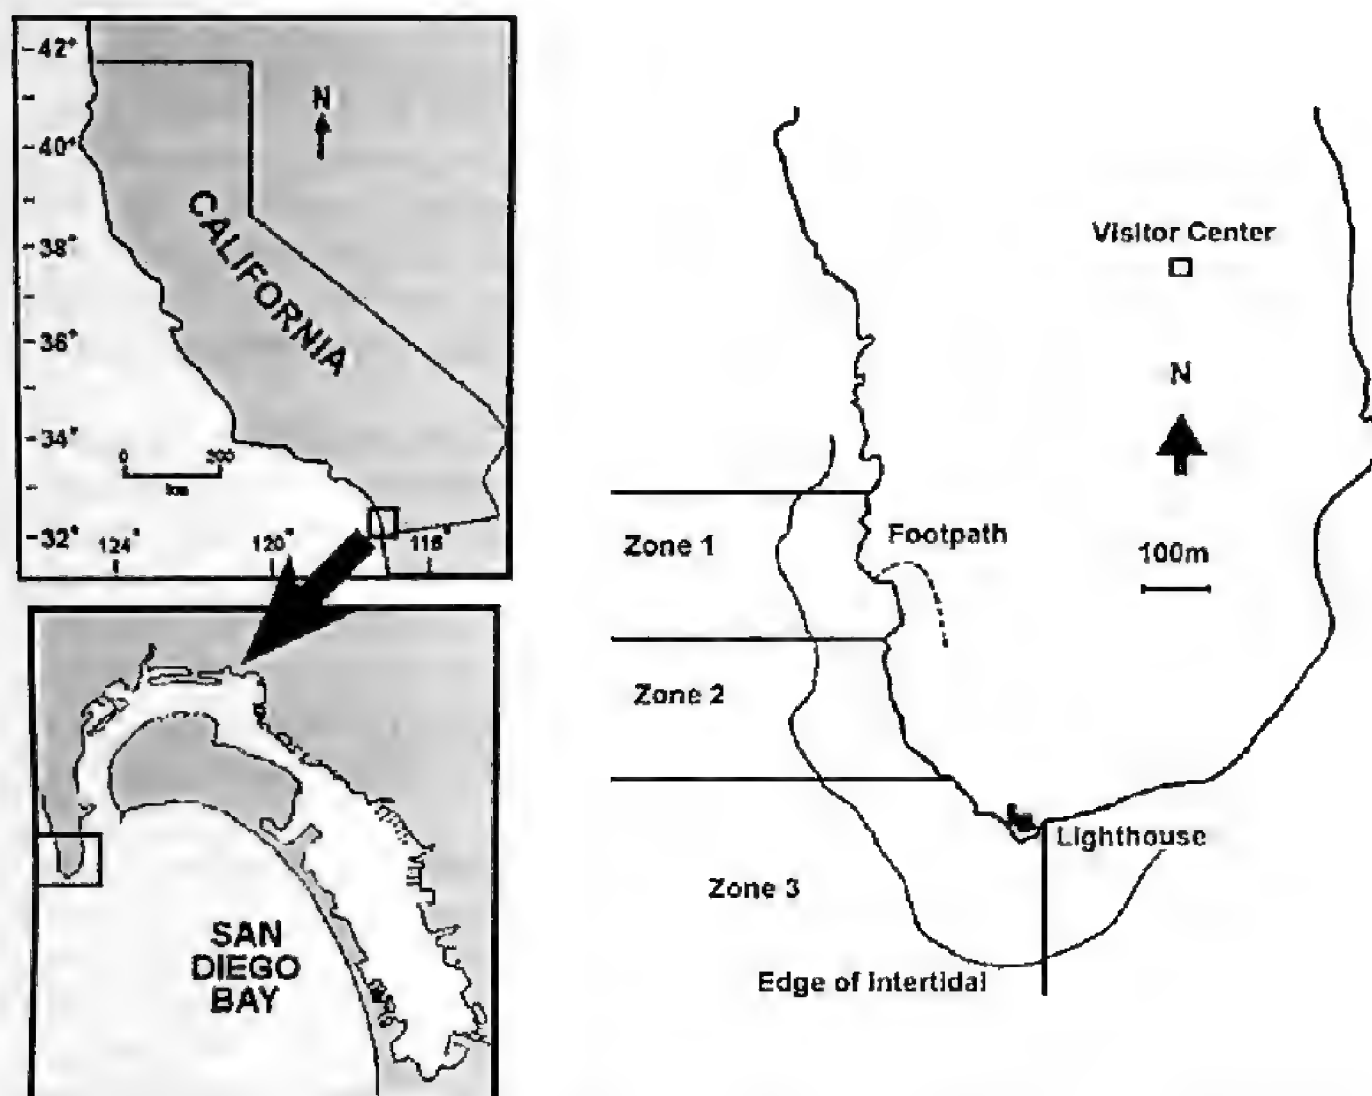 42°
N
40°
CALIFORNIA
38°
36°
34°
0 300
km
32°
124°
120°
116°
SAN
DIEGO
BAY
Visitor Center
N
100m
Footpath
Zone 1
Zone 2
Lighthouse
Zone 3
Edge of Intertidal